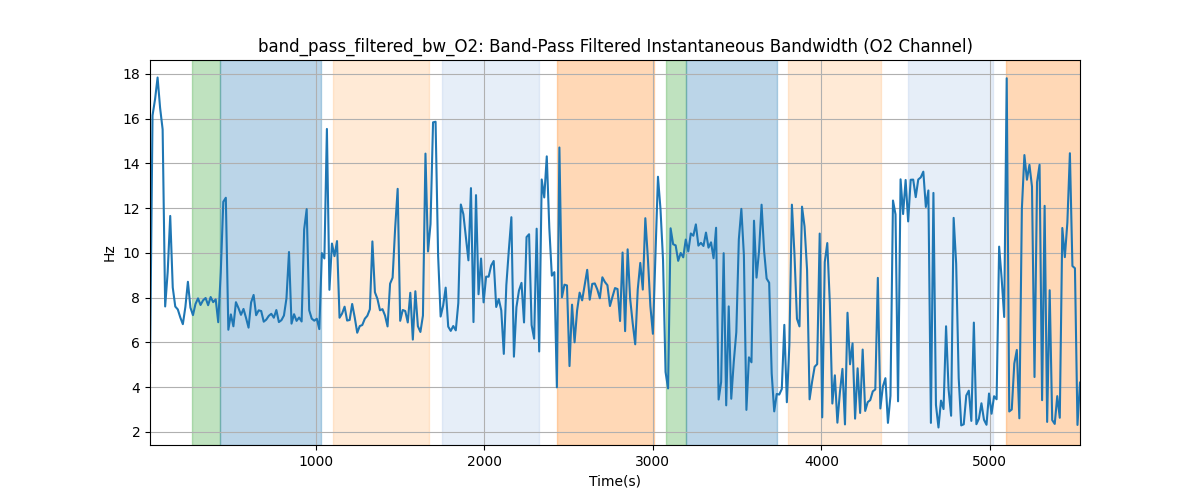 band_pass_filtered_bw_O2: Band-Pass Filtered Instantaneous Bandwidth (O2 Channel)
18
16
14
12
10
8
6
4
2
Hz
1000 2000 3000 4000 5000
Time(s)